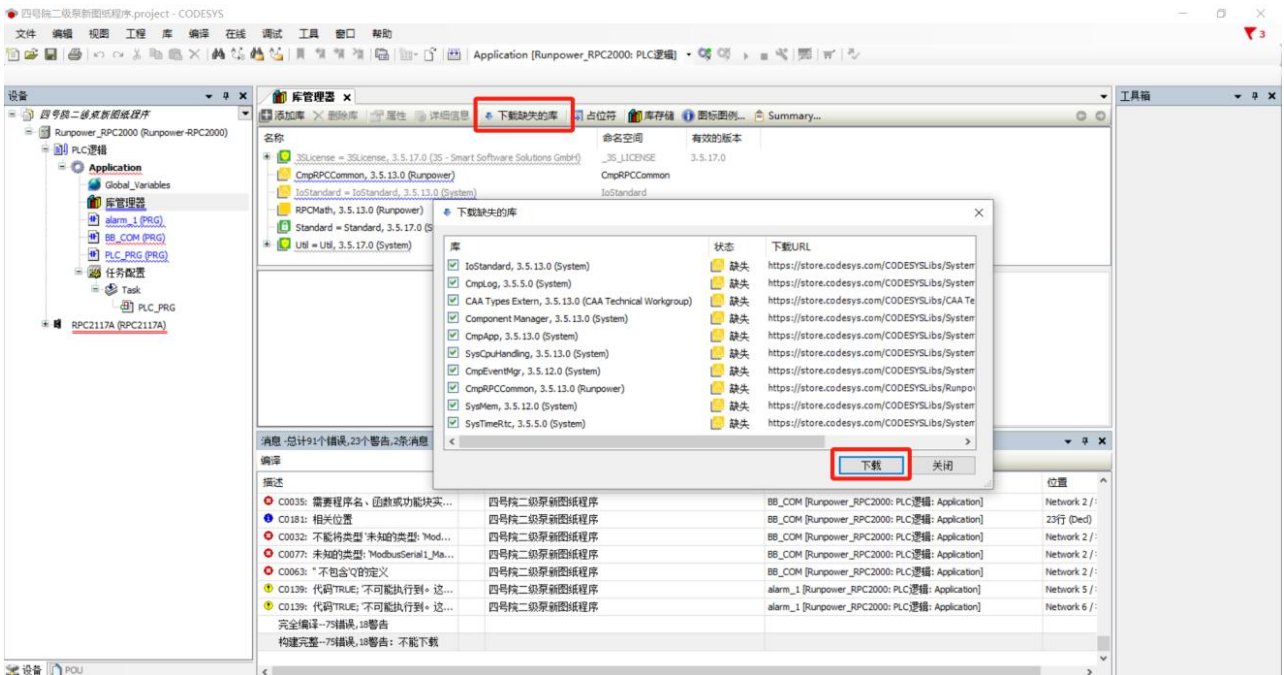 四号院二级泵新图纸程序.project - CODESYS
文件 编辑 视图 工程 库 编译 在线 调试 工具 窗口 帮助
3
Application [Runpower_RPC2000: PLC逻辑]
设备
库管理器
工具箱
四号院二级泵新图纸程序
添加库 删除库 属性 详细信息 下载缺失的库 占位符 库存储 图标图例... Summary...
Runpower_RPC2000 (Runpower-RPC2000)
PLC逻辑
Application
Global_Variables
库管理器
alarm_1 (PRG)
BB_COM (PRG)
PLC_PRG (PRG)
任务配置
Task
PLC_PRG
RPC2117A (RPC2117A)
名称 命名空间 有效的版本
3SLicense = 3SLicense, 3.5.17.0 (3S - Smart Software Solutions GmbH) _3S_LICENSE 3.5.17.0
CmpRPCCommon, 3.5.13.0 (Runpower) CmpRPCCommon
IoStandard = IoStandard, 3.5.13.0 (System) IoStandard
RPCMath, 3.5.13.0 (Runpower)
Standard = Standard, 3.5.17.0 (S
Util = Util, 3.5.17.0 (System)
下载缺失的库
库 状态 下载URL
IoStandard, 3.5.13.0 (System) 缺失 https://store.codesys.com/CODESYSLibs/System
CmpLog, 3.5.5.0 (System) 缺失 https://store.codesys.com/CODESYSLibs/System
CAA Types Extern, 3.5.13.0 (CAA Technical Workgroup) 缺失 https://store.codesys.com/CODESYSLibs/CAA Te
Component Manager, 3.5.13.0 (System) 缺失 https://store.codesys.com/CODESYSLibs/System
CmpApp, 3.5.13.0 (System) 缺失 https://store.codesys.com/CODESYSLibs/System
SysCpuHandling, 3.5.13.0 (System) 缺失 https://store.codesys.com/CODESYSLibs/System
CmpEventMgr, 3.5.12.0 (System) 缺失 https://store.codesys.com/CODESYSLibs/System
CmpRPCCommon, 3.5.13.0 (Runpower) 缺失 https://store.codesys.com/CODESYSLibs/Runpov
SysMem, 3.5.12.0 (System) 缺失 https://store.codesys.com/CODESYSLibs/System
SysTimeRtc, 3.5.5.0 (System) 缺失 https://store.codesys.com/CODESYSLibs/System
下载 关闭
消息 -总计91个错误,23个警告,2条消息
编译
描述 位置
C0035: 需要程序名、函数或功能块实... 四号院二级泵新图纸程序 BB_COM [Runpower_RPC2000: PLC逻辑: Application] Network 2 /
C0181: 相关位置 四号院二级泵新图纸程序 BB_COM [Runpower_RPC2000: PLC逻辑: Application] 23行 (Decl)
C0032: 不能将类型 '未知的类型: 'Mod... 四号院二级泵新图纸程序 BB_COM [Runpower_RPC2000: PLC逻辑: Application] Network 2 /
C0077: 未知的类型: 'ModbusSerial1_Ma... 四号院二级泵新图纸程序 BB_COM [Runpower_RPC2000: PLC逻辑: Application] Network 2 /
C0063: '' 不包含'Q'的定义 四号院二级泵新图纸程序 BB_COM [Runpower_RPC2000: PLC逻辑: Application] Network 2 /
C0139: 代码'TRUE; '不可能执行到。这... 四号院二级泵新图纸程序 alarm_1 [Runpower_RPC2000: PLC逻辑: Application] Network 5 /
C0139: 代码'TRUE; '不可能执行到。这... 四号院二级泵新图纸程序 alarm_1 [Runpower_RPC2000: PLC逻辑: Application] Network 6 /
完全编译--75错误,18警告
构建完整--75错误,18警告: 不能下载
设备 POU